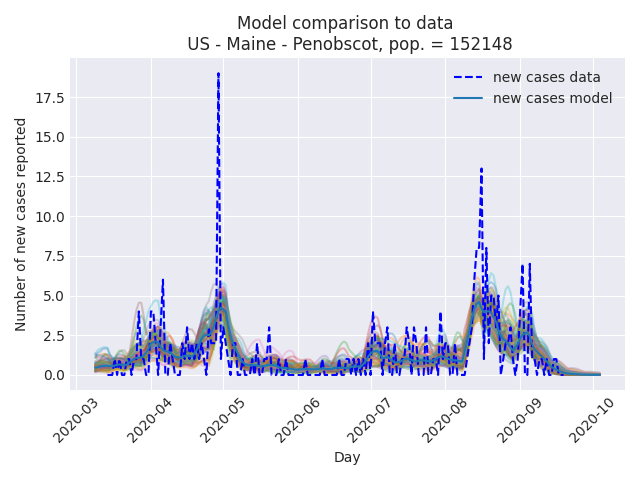 Model comparison to data
US - Maine - Penobscot, pop. = 152148
new cases data
new cases model
Number of new cases reported
17.5
15.0
12.5
10.0
7.5
5.0
2.5
0.0
2020-03
2020-04
2020-05
2020-06
2020-07
2020-08
2020-09
2020-10
Day